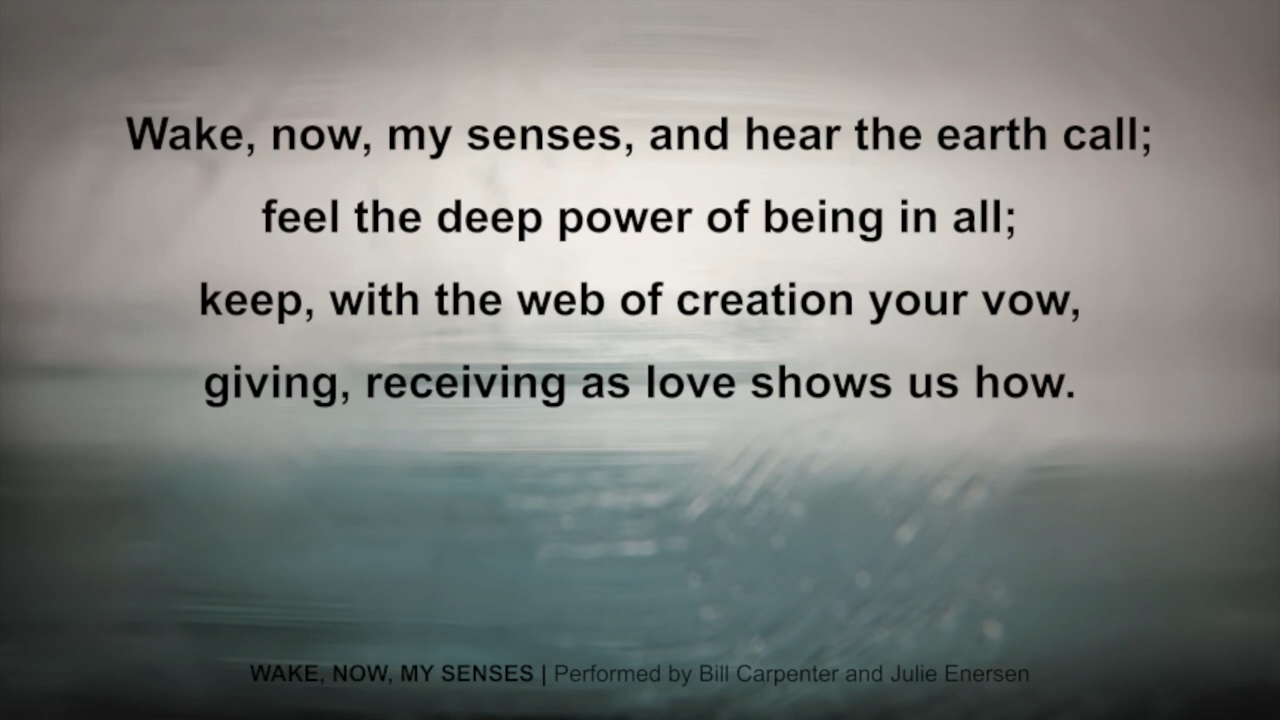 Wake, now, my senses, and hear the earth call;
feel the deep power of being in all;
keep, with the web of creation your vow,
giving, receiving as love shows us how.
WAKE, NOW, MY SENSES | Performed by Bill Carpenter and Julie Enersen